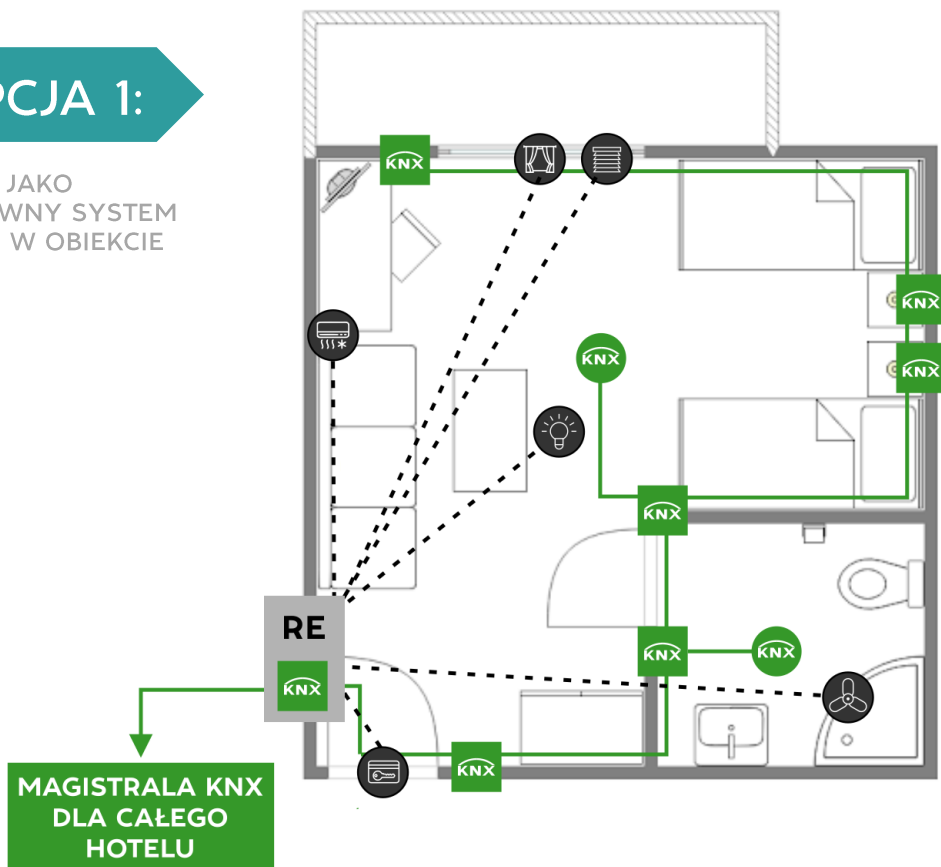 PCJA 1:
JAKO
WNY SYSTEM
W OBIEKCIE
KNX
KNX
KNX
KNX
KNX
RE
KNX
KNX
KNX
KNX
MAGISTRALA KNX
DLA CAŁEGO
HOTELU